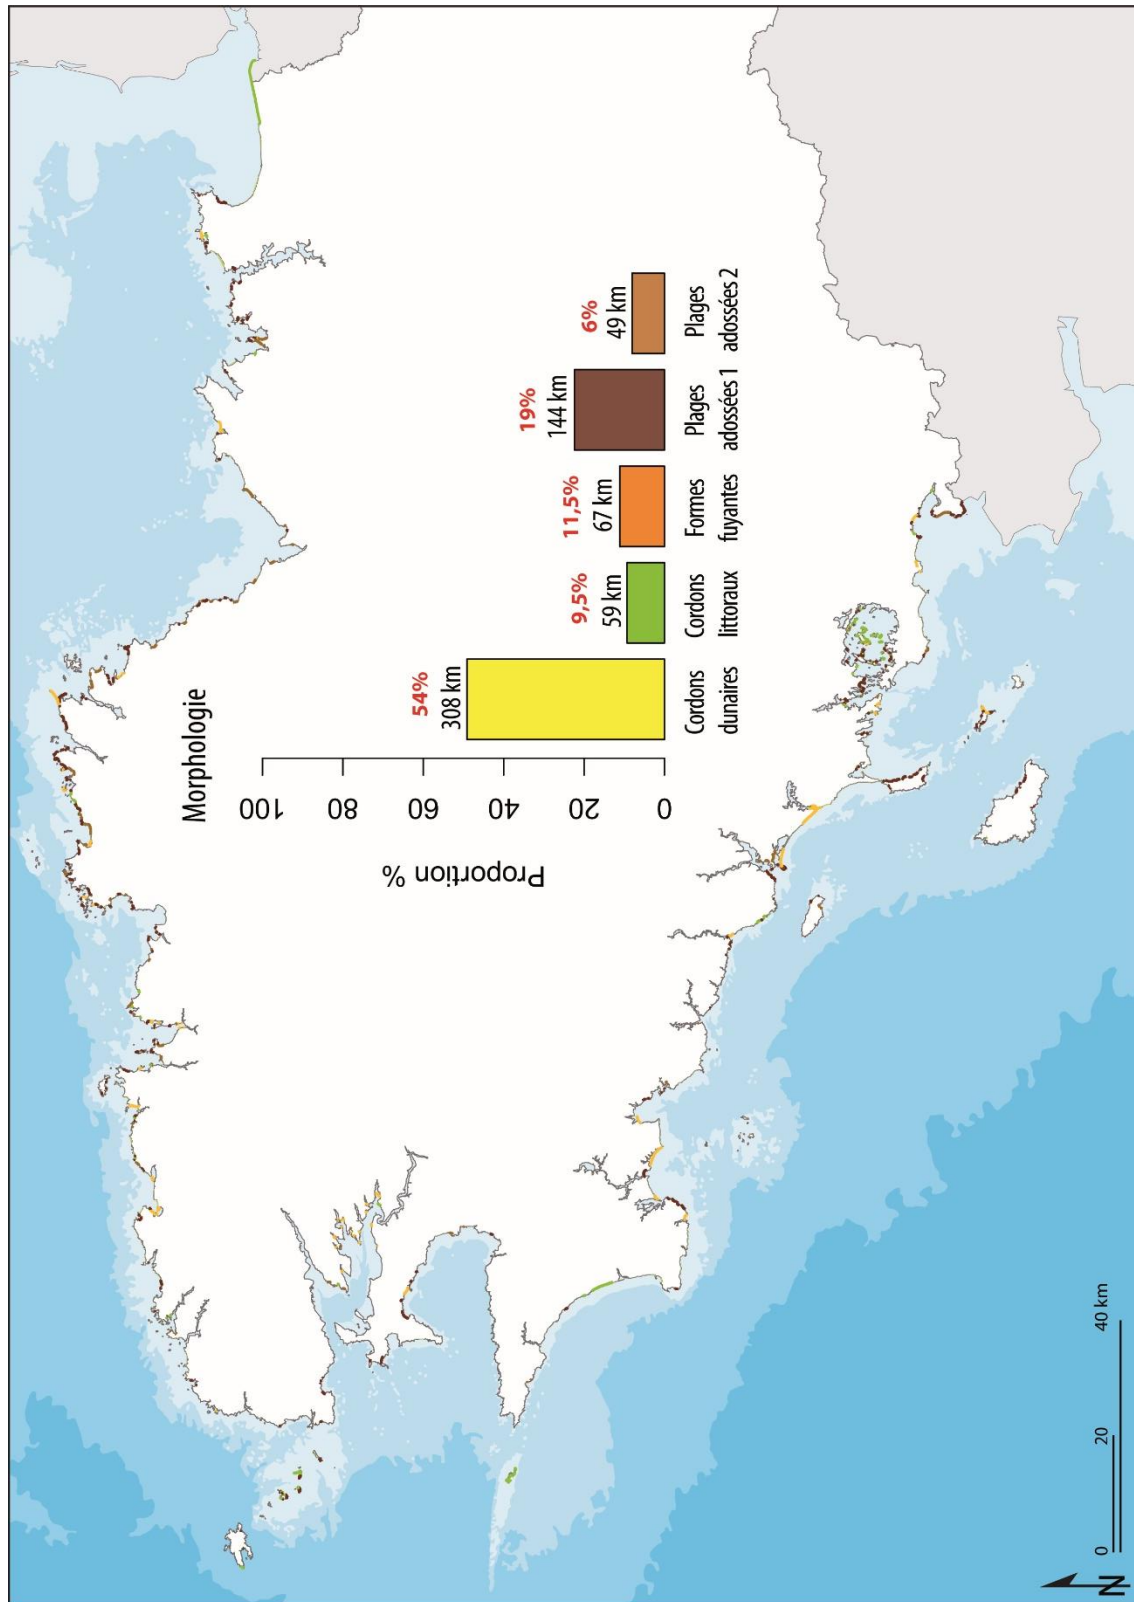 Morphologie
Proportion %
100
80
60
40
20
0
54%
308 km
Cordons
dunaires
9,5%
59 km
Cordons
littoraux
11,5%
67 km
Formes
fuyantes
19%
144 km
Plages
adossées 1
6%
49 km
Plages
adossées 2
N
0 20 40 km